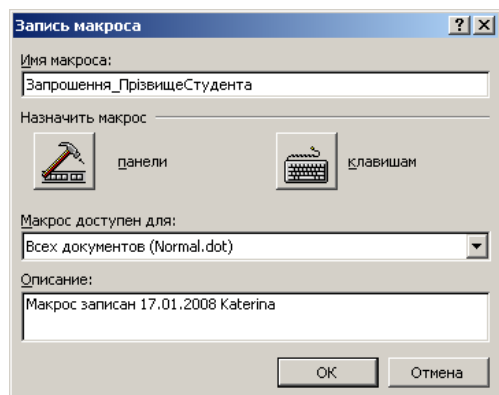 Запись макроса
Имя макроса:
Запрошення_ПрізвищеСтудента
Назначить макрос
панели
клавишам
Макрос доступен для:
Всех документов (Normal.dot)
Описание:
Макрос записан 17.01.2008 Katerina
ОК
Отмена